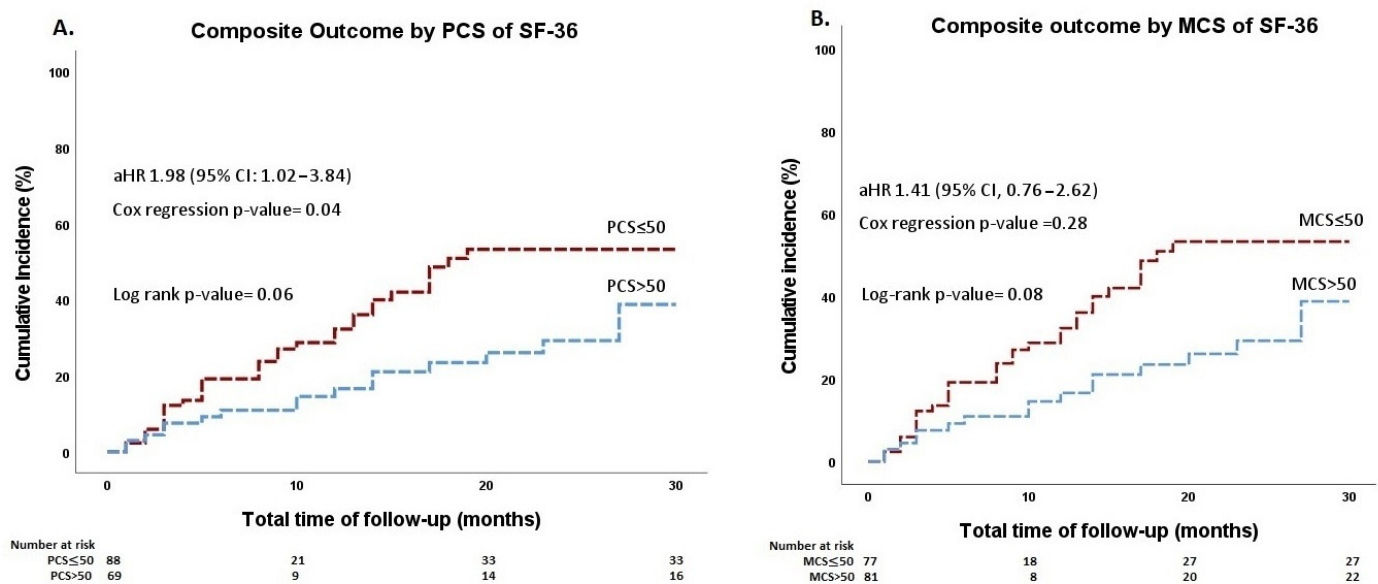 A.
Composite Outcome by PCS of SF-36
100
80
60
40
20
0
Cumulative Incidence (%)
aHR 1.98 (95% CI: 1.02–3.84)
Cox regression p-value= 0.04
Log rank p-value= 0.06
PCS≤50
PCS>50
0 10 20 30
Total time of follow-up (months)
Number at risk
PCS≤50 88 21 33 33
PCS>50 69 9 14 16
B.
Composite outcome by MCS of SF-36
100
80
60
40
20
0
Cumulative incidence (%)
aHR 1.41 (95% CI, 0.76–2.62)
Cox regression p-value =0.28
Log-rank p-value= 0.08
MCS≤50
MCS>50
0 10 20 30
Total time of follow-up (months)
Number at risk
MCS≤50 77 18 27 27
MCS>50 81 8 20 22